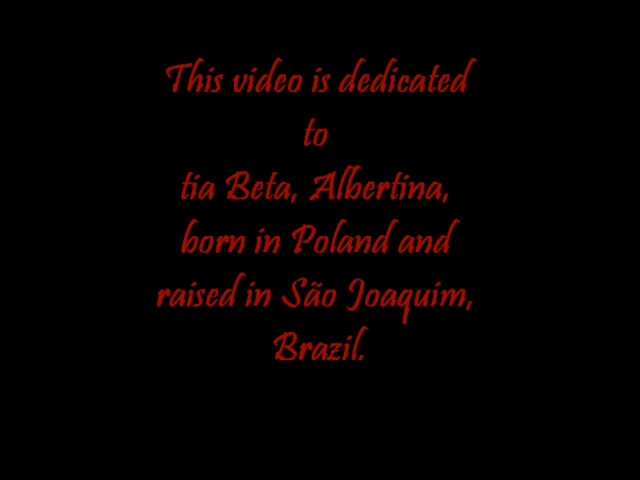 This video is dedicated
to
tia Beta, Albertina,
born in Poland and
raised in São Joaquim,
Brazil.